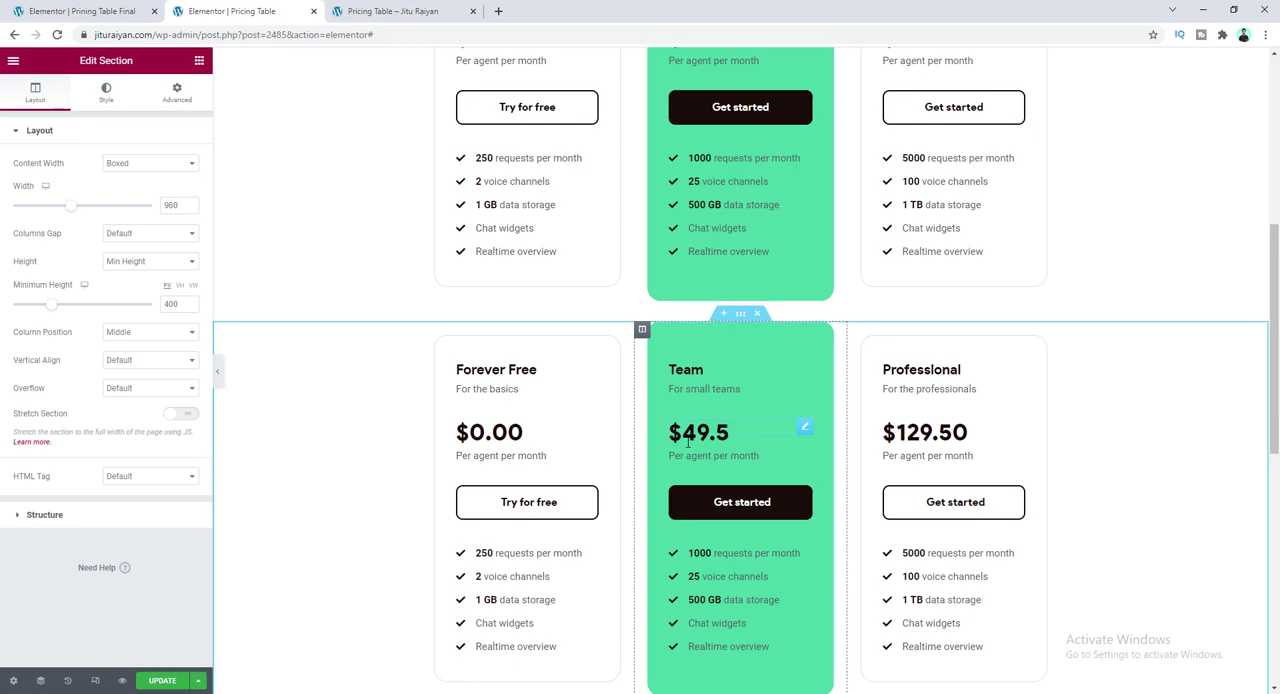 Elementor | Prining Table Final
Elementor | Pricing Table
Pricing Table – Jitu Raiyan
jituraiyan.com/wp-admin/post.php?post=2485&action=elementor#
Edit Section
Layout
Style
Advanced
Layout
Content Width
Boxed
Width
960
Columns Gap
Default
Height
Min Height
Minimum Height
PX VH VW
400
Column Position
Middle
Vertical Align
Default
Overflow
Default
Stretch Section
NO
Stretch the section to the full width of the page using JS.
Learn more.
HTML Tag
Default
Structure
Need Help ?
UPDATE
Per agent per month
Try for free
250 requests per month
2 voice channels
1 GB data storage
Chat widgets
Realtime overview
Per agent per month
Get started
1000 requests per month
25 voice channels
500 GB data storage
Chat widgets
Realtime overview
Per agent per month
Get started
5000 requests per month
100 voice channels
1 TB data storage
Chat widgets
Realtime overview
Forever Free
For the basics
$0.00
Per agent per month
Try for free
250 requests per month
2 voice channels
1 GB data storage
Chat widgets
Realtime overview
Team
For small teams
$49.5
Per agent per month
Get started
1000 requests per month
25 voice channels
500 GB data storage
Chat widgets
Realtime overview
Professional
For the professionals
$129.50
Per agent per month
Get started
5000 requests per month
100 voice channels
1 TB data storage
Chat widgets
Realtime overview
Activate Windows
Go to Settings to activate Windows.